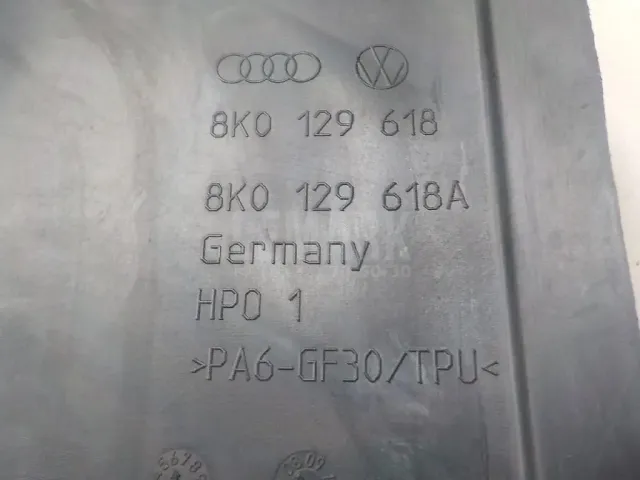 8K0 129 618
8K0 129 618A
Germany
HPO 1
>PA6-GF30/TPU<